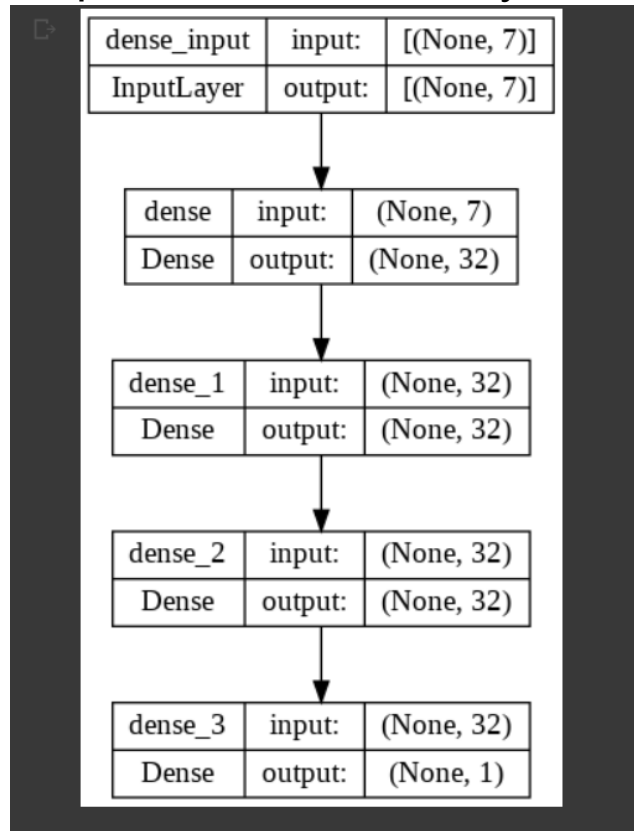 dense_input input: [(None, 7)]
InputLayer output: [(None, 7)]
dense input: (None, 7)
Dense output: (None, 32)
dense_1 input: (None, 32)
Dense output: (None, 32)
dense_2 input: (None, 32)
Dense output: (None, 32)
dense_3 input: (None, 32)
Dense output: (None, 1)